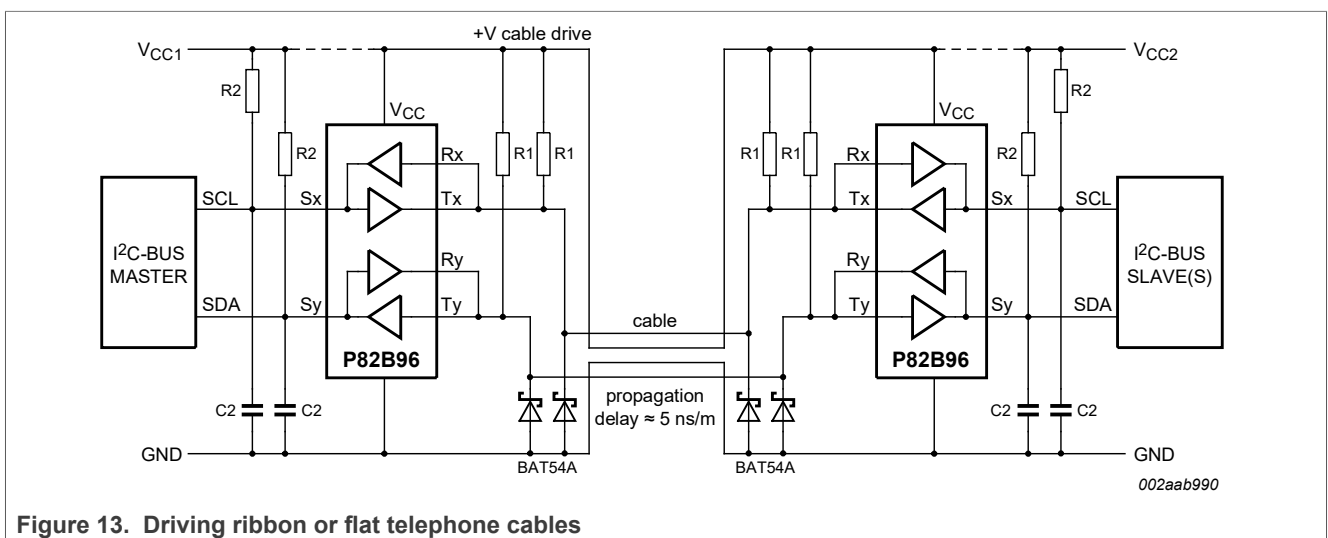 +V cable drive
VCC1
VCC2
R2
R2
VCC
VCC
R2
R1
R1
R1
R1
R2
Rx
Rx
SCL
Sx
Tx
Tx
Sx
SCL
I2C-BUS
MASTER
I2C-BUS
SLAVE(S)
Ry
Ry
SDA
Sy
Ty
Ty
Sy
SDA
cable
P82B96
P82B96
propagation
delay ≈ 5 ns/m
C2
C2
C2
C2
GND
GND
BAT54A
BAT54A
002aab990
Figure 13. Driving ribbon or flat telephone cables